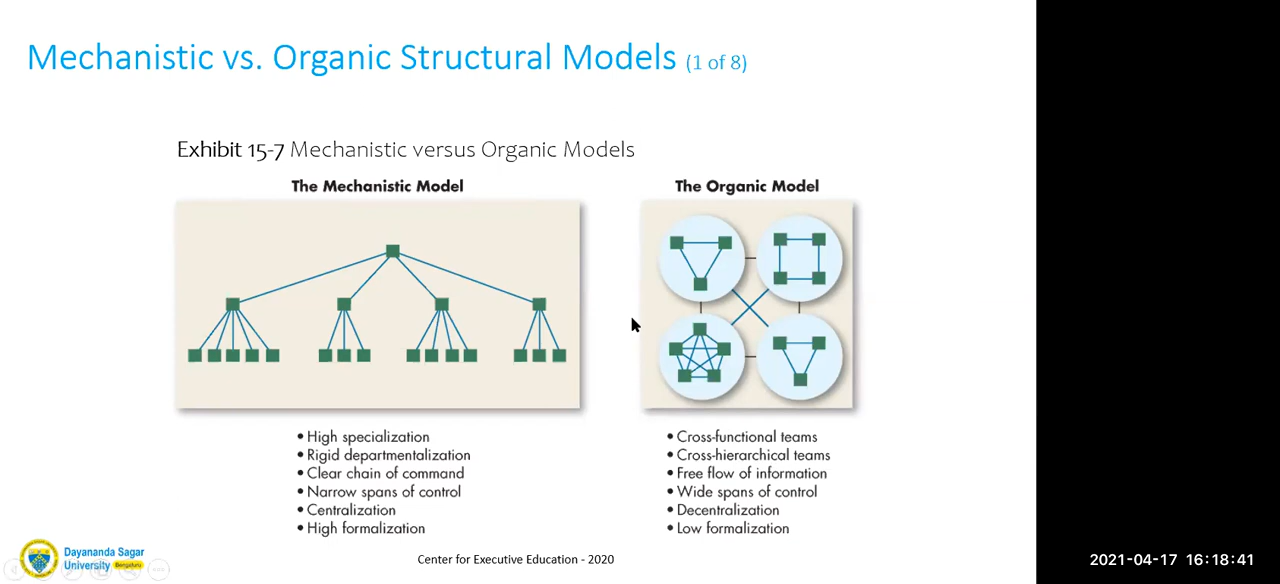 Mechanistic vs. Organic Structural Models (1 of 8)
Exhibit 15-7 Mechanistic versus Organic Models
The Mechanistic Model
• High specialization
• Rigid departmentalization
• Clear chain of command
• Narrow spans of control
• Centralization
• High formalization
The Organic Model
• Cross-functional teams
• Cross-hierarchical teams
• Free flow of information
• Wide spans of control
• Decentralization
• Low formalization
Dayananda Sagar
University Bengaluru
Center for Executive Education - 2020
2021-04-17 16:18:41